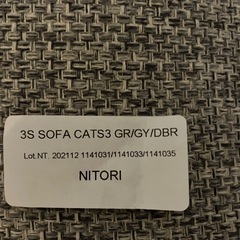 3S SOFA CATS3 GR/GY/DBR
Lot.NT. 202112 1141031/1141033/1141035
NITORI